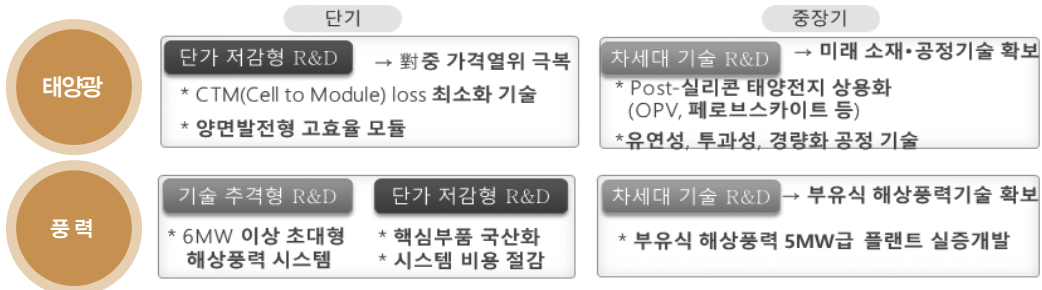 단기
중장기
태양광
단가 저감형 R&D → 對중 가격열위 극복
* CTM(Cell to Module) loss 최소화 기술
* 양면발전형 고효율 모듈
차세대 기술 R&D → 미래 소재•공정기술 확보
* Post-실리콘 태양전지 상용화
(OPV, 페로브스카이트 등)
*유연성, 투과성, 경량화 공정 기술
풍력
기술 추격형 R&D
* 6MW 이상 초대형
해상풍력 시스템
단가 저감형 R&D
* 핵심부품 국산화
* 시스템 비용 절감
차세대 기술 R&D → 부유식 해상풍력기술 확보
* 부유식 해상풍력 5MW급 플랜트 실증개발